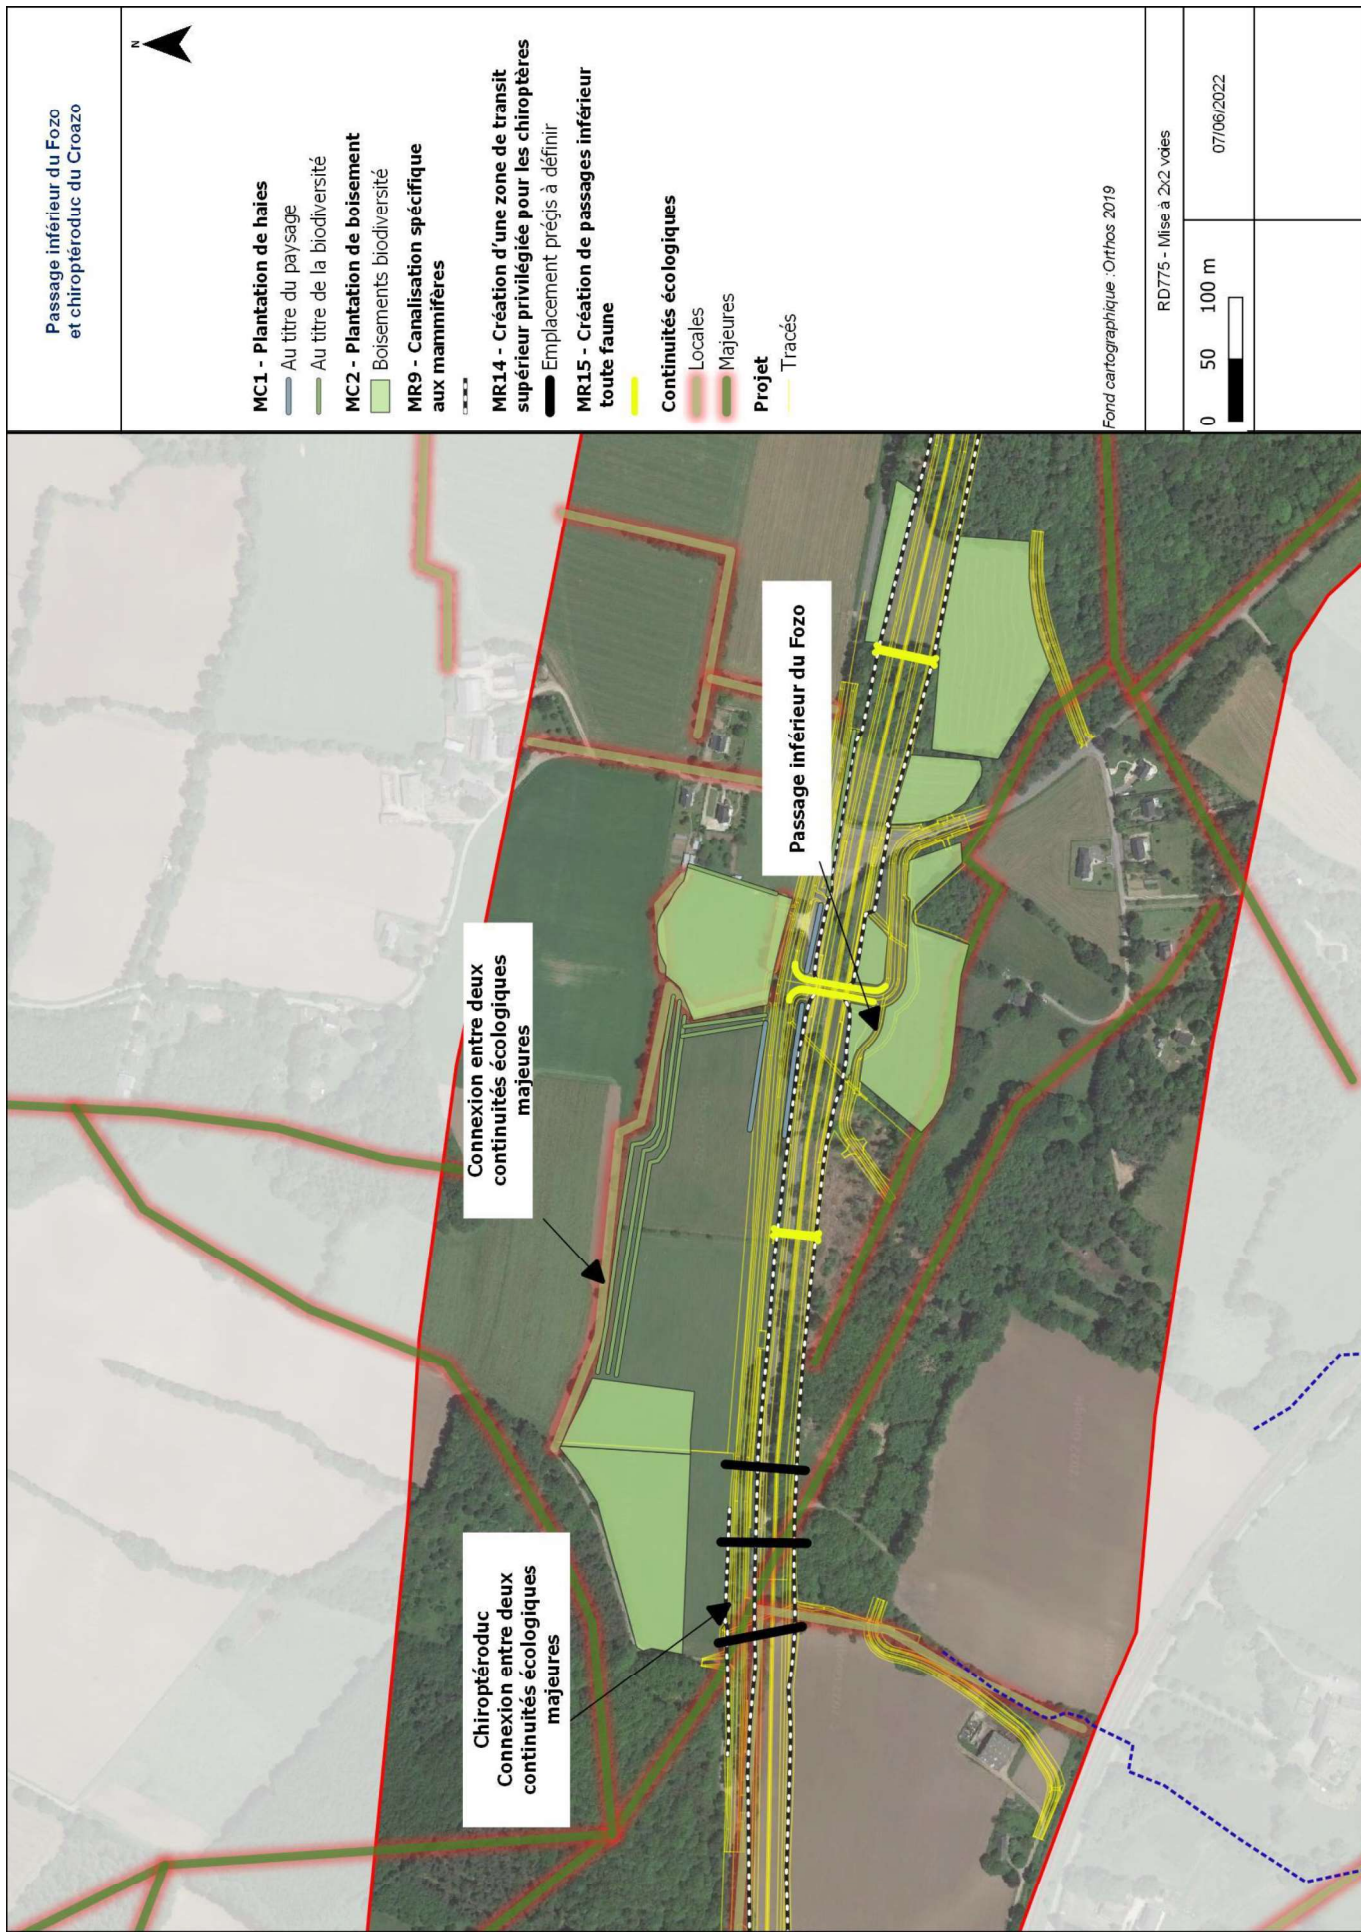 Passage inférieur du Fozo
et chiroptéroduc du Croazo
N
MC1 - Plantation de haies
Au titre du paysage
Au titre de la biodiversité
MC2 - Plantation de boisement
Boisements biodiversité
MR9 - Canalisation spécifique
aux mammifères
MR14 - Création d'une zone de transit
supérieur privilégiée pour les chiroptères
Emplacement préçis à définir
MR15 - Création de passages inférieur
toute faune
Continuités écologiques
Locales
Majeures
Projet
Tracés
Fond cartographique :Orthos 2019
RD775 - Mise à 2x2 voies
0 50 100 m
07/06/2022
Chiroptéroduc
Connexion entre deux
continuités écologiques
majeures
Connexion entre deux
continuités écologiques
majeures
Passage inférieur du Fozo